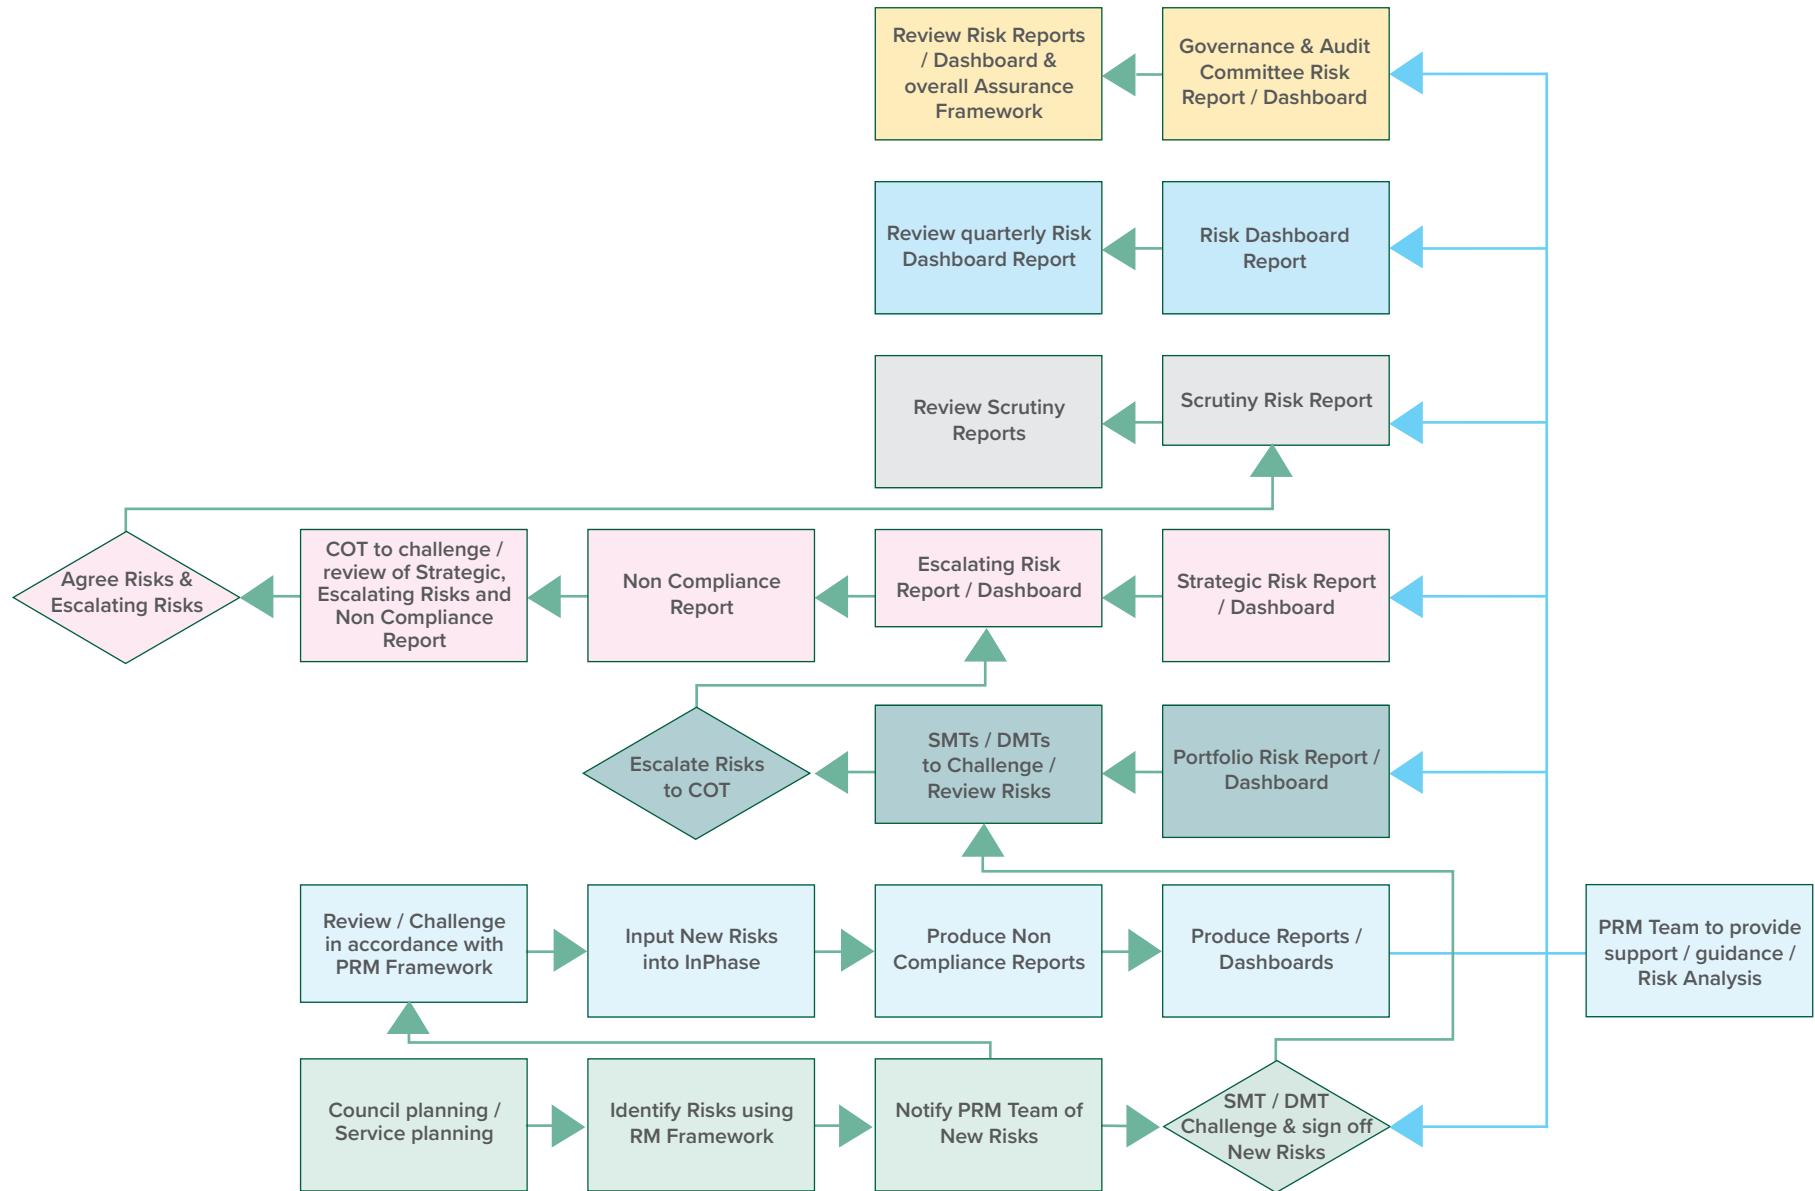 Review Risk Reports
/ Dashboard &
overall Assurance
Framework
Governance & Audit
Committee Risk
Report / Dashboard
Review quarterly Risk
Dashboard Report
Risk Dashboard
Report
Review Scrutiny
Reports
Scrutiny Risk Report
Agree Risks &
Escalating Risks
COT to challenge /
review of Strategic,
Escalating Risks and
Non Compliance
Report
Non Compliance
Report
Escalating Risk
Report / Dashboard
Strategic Risk Report
/ Dashboard
Escalate Risks
to COT
SMTs / DMTs
to Challenge /
Review Risks
Portfolio Risk Report /
Dashboard
Review / Challenge
in accordance with
PRM Framework
Input New Risks
into InPhase
Produce Non
Compliance Reports
Produce Reports /
Dashboards
PRM Team to provide
support / guidance /
Risk Analysis
Council planning /
Service planning
Identify Risks using
RM Framework
Notify PRM Team of
New Risks
SMT / DMT
Challenge & sign off
New Risks